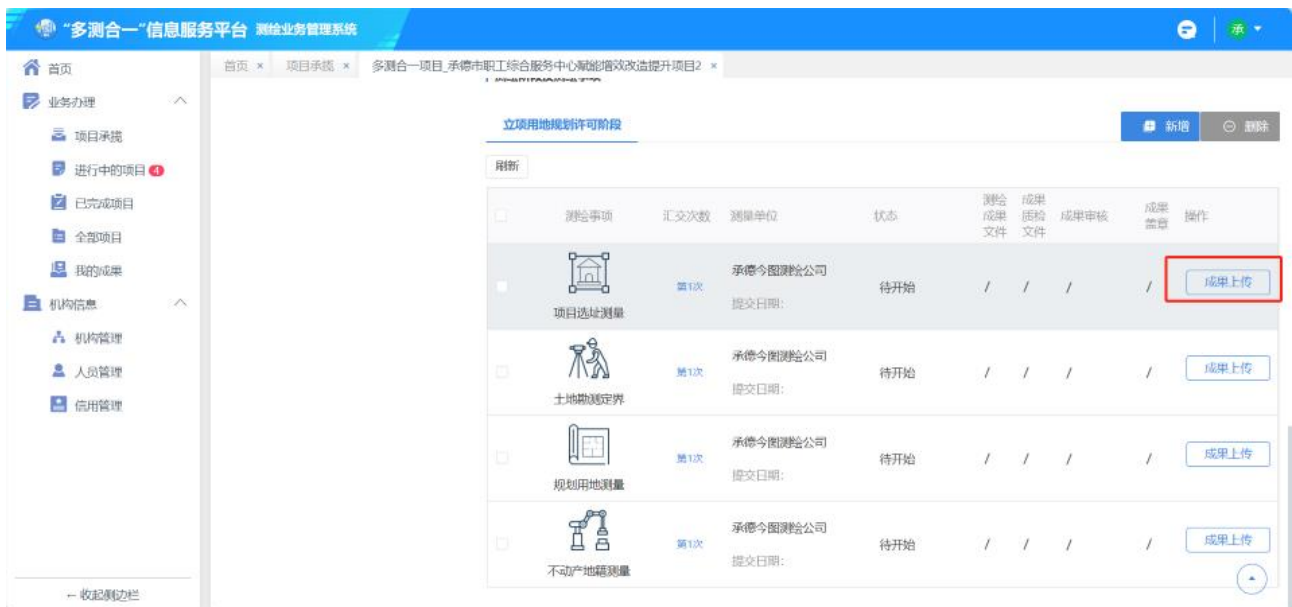 “多测合一”信息服务平台 测绘业务管理系统
承
首页
业务办理
项目承揽
进行中的项目 4
已完成项目
全部项目
我的成果
机构信息
机构管理
人员管理
信用管理
← 收起侧边栏
首页 × 项目承揽 × 多测合一项目_承德市职工综合服务中心赋能增效改造提升项目2 ×
立项用地规划许可阶段
新增 删除
刷新
测绘事项 汇交次数 测量单位 状态 测绘成果文件 成果质检文件 成果审核 成果盖章 操作
项目选址测量 第1次 承德今图测绘公司 提交日期: 待开始 / / / / 成果上传
土地勘测定界 第1次 承德今图测绘公司 提交日期: 待开始 / / / / 成果上传
规划用地测量 第1次 承德今图测绘公司 提交日期: 待开始 / / / / 成果上传
不动产地籍测量 第1次 承德今图测绘公司 提交日期: 待开始 / / / / 成果上传